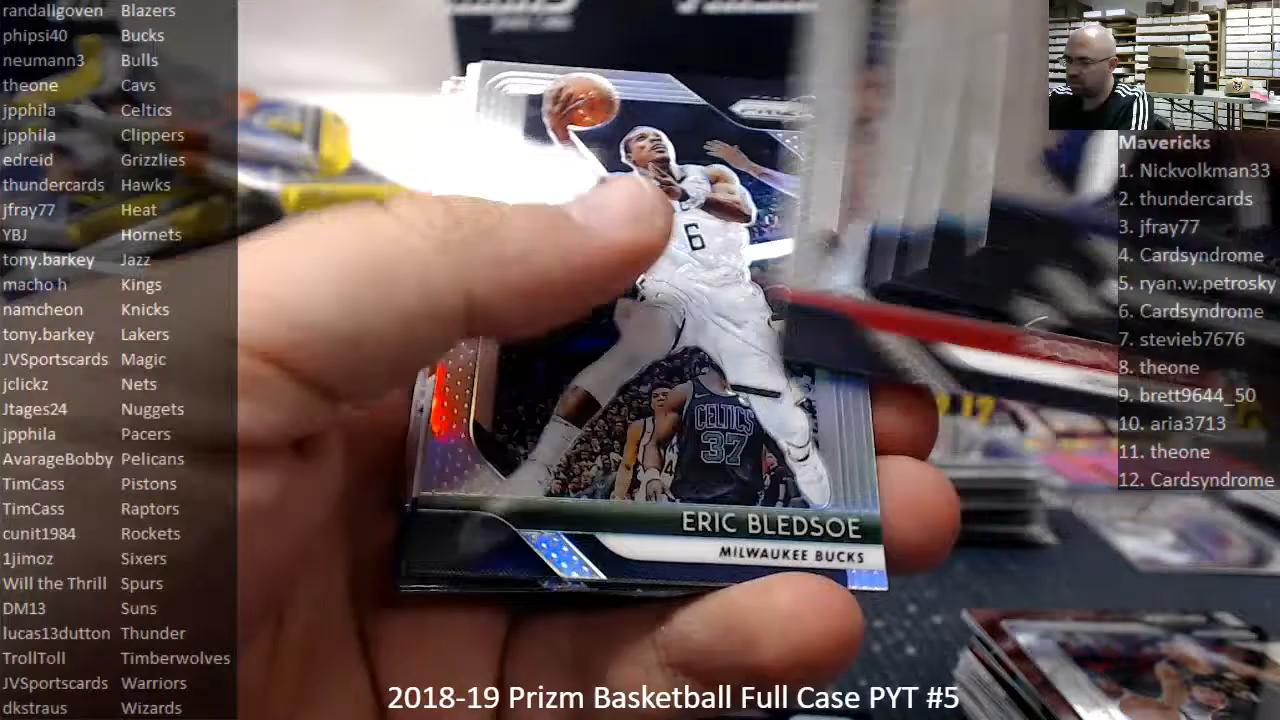 randallgoven Blazers
phipsi40 Bucks
neumann3 Bulls
theone Cavs
jpphila Celtics
jpphila Clippers
edreid Grizzlies
thundercards Hawks
jfray77 Heat
YBJ Hornets
tony.barkey Jazz
macho h Kings
namcheon Knicks
tony.barkey Lakers
JVSportscards Magic
jclickz Nets
Jtages24 Nuggets
jpphila Pacers
AvarageBobby Pelicans
TimCass Pistons
TimCass Raptors
cunit1984 Rockets
1jimoz Sixers
Will the Thrill Spurs
DM13 Suns
lucas13dutton Thunder
TrollToll Timberwolves
JVSportscards Warriors
dkstraus Wizards
PRIZM
6
CELTICS
37
ERIC BLEDSOE
MILWAUKEE BUCKS
Mavericks
1. Nickvolkman33
2. thundercards
3. jfray77
4. Cardsyndrome
5. ryan.w.petrosky
6. Cardsyndrome
7. stevieb7676
8. theone
9. brett9644_50
10. aria3713
11. theone
12. Cardsyndrome
2018-19 Prizm Basketball Full Case PYT #5